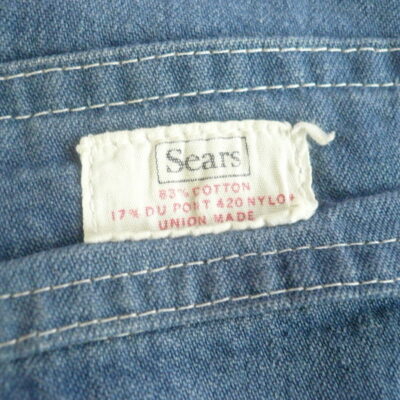 Sears
83% COTTON
17% DU PONT 420 NYLON
UNION MADE